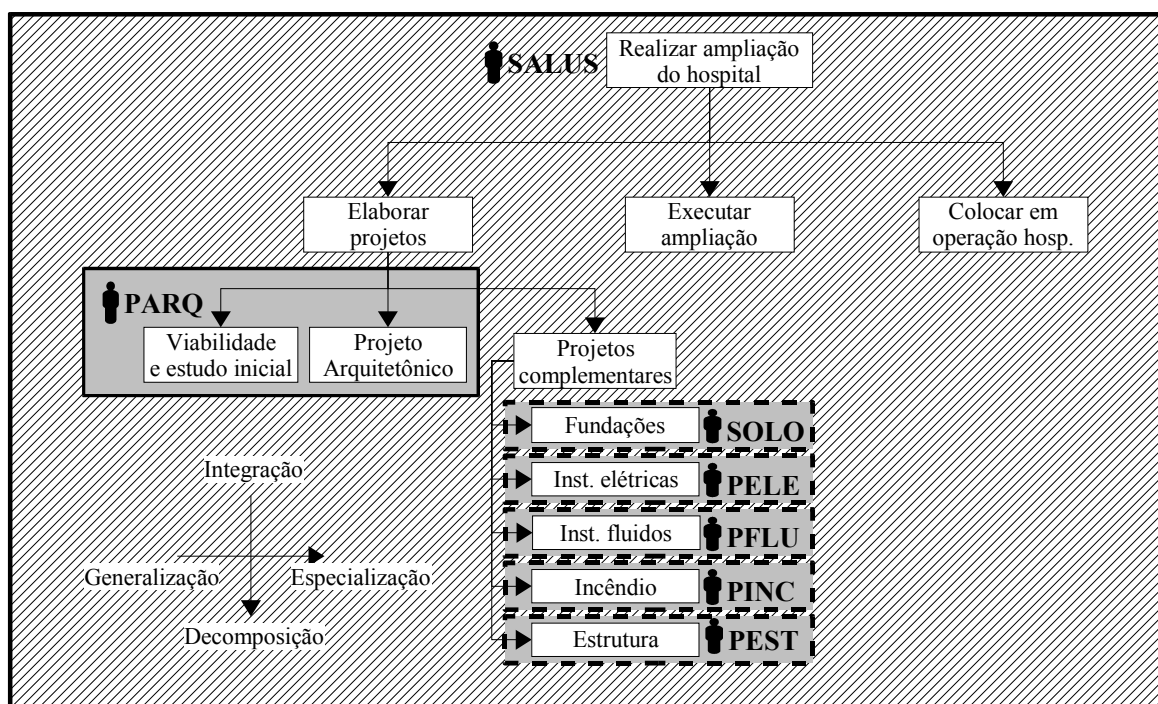 SALUS
Realizar ampliação
do hospital
Elaborar
projetos
Executar
ampliação
Colocar em
operação hosp.
PARQ
Viabilidade
e estudo inicial
Projeto
Arquitetônico
Projetos
complementares
Fundações
SOLO
Inst. elétricas
PELE
Inst. fluidos
PFLU
Incêndio
PINC
Estrutura
PEST
Integração
Generalização
Especialização
Decomposição